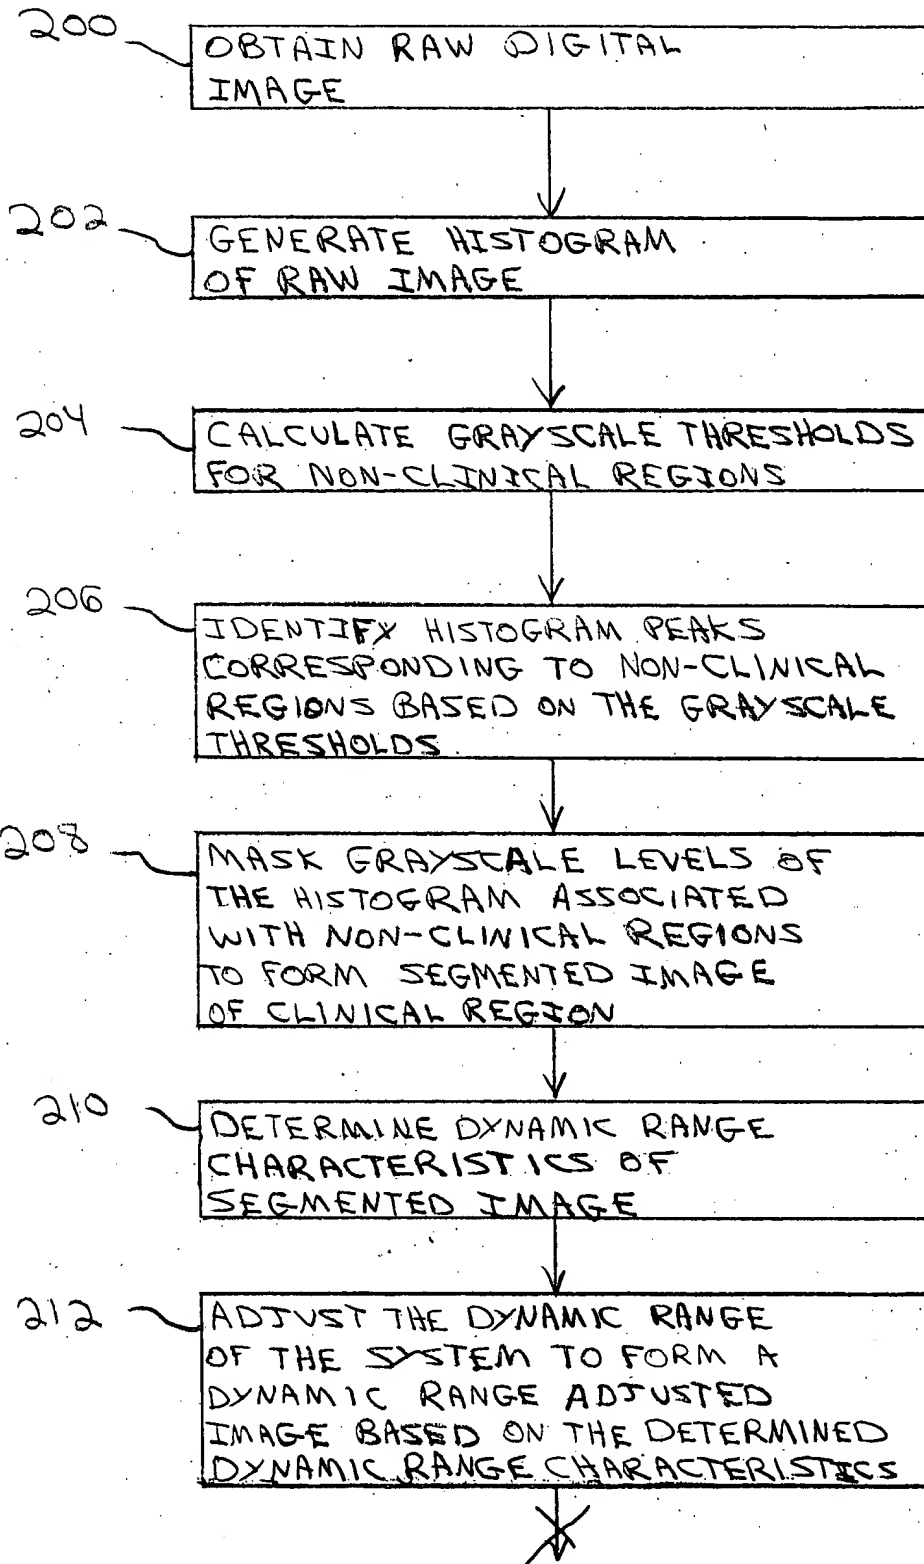 200
OBTAIN RAW DIGITAL
IMAGE
202
GENERATE HISTOGRAM
OF RAW IMAGE
204
CALCULATE GRAYSCALE THRESHOLDS
FOR NON-CLINICAL REGIONS
206
IDENTIFY HISTOGRAM PEAKS
CORRESPONDING TO NON-CLINICAL
REGIONS BASED ON THE GRAYSCALE
THRESHOLDS
208
MASK GRAYSCALE LEVELS OF
THE HISTOGRAM ASSOCIATED
WITH NON-CLINICAL REGIONS
TO FORM SEGMENTED IMAGE
OF CLINICAL REGION
210
DETERMINE DYNAMIC RANGE
CHARACTERISTICS OF
SEGMENTED IMAGE
212
ADJUST THE DYNAMIC RANGE
OF THE SYSTEM TO FORM A
DYNAMIC RANGE ADJUSTED
IMAGE BASED ON THE DETERMINED
DYNAMIC RANGE CHARACTERISTICS